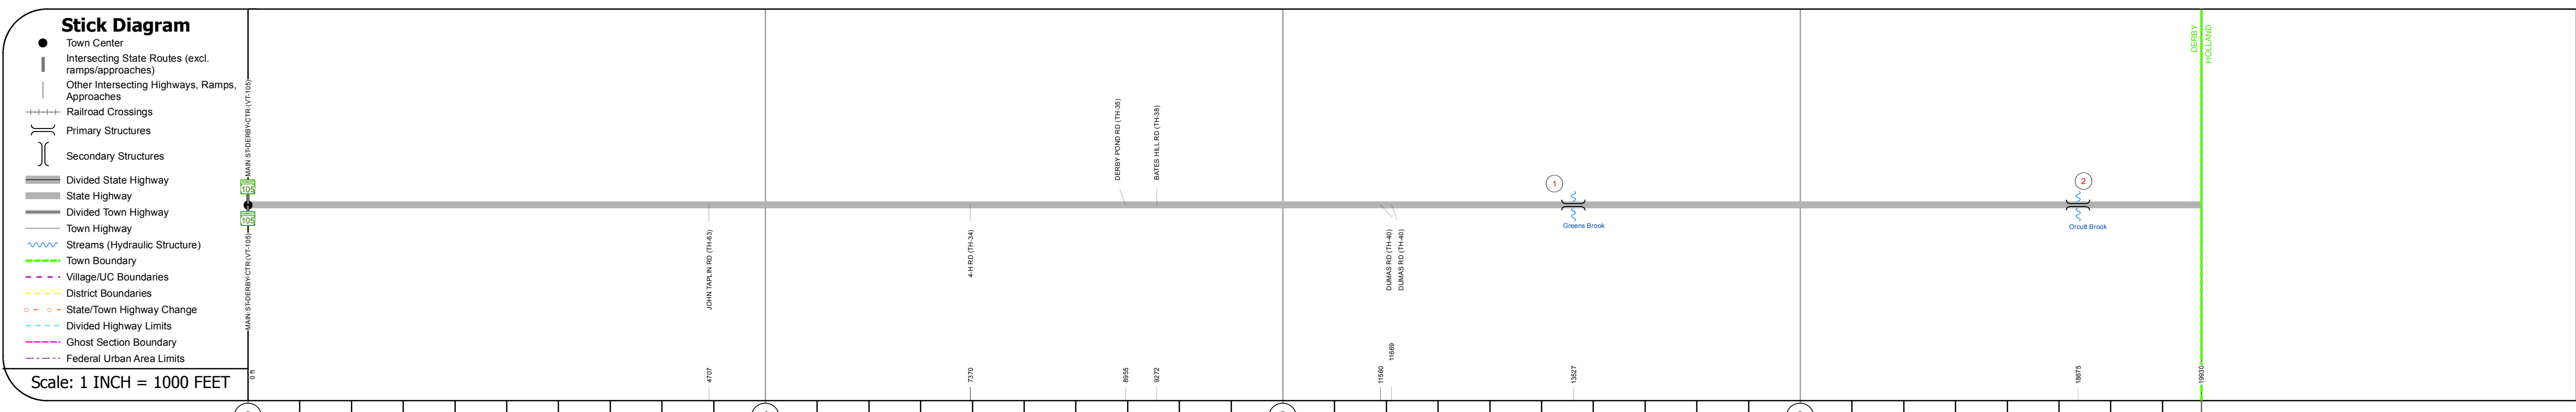 Stick Diagram
Town Center
Intersecting State Routes (excl.
ramps/approaches)
Other Intersecting Highways, Ramps,
Approaches
Railroad Crossings
Primary Structures
Secondary Structures
Divided State Highway
State Highway
Divided Town Highway
Town Highway
Streams (Hydraulic Structure)
Town Boundary
Village/UC Boundaries
District Boundaries
State/Town Highway Change
Divided Highway Limits
Ghost Section Boundary
Federal Urban Area Limits
Scale: 1 INCH = 1000 FEET
MAIN-ST-DERBY-CTR-(VT-105)
105
105
MAIN-ST-DERBY-CTR-(VT-105)
0 ft
JOHN TAPLIN RD (TH-63)
4707
4-H RD (TH-34)
7370
DERBY POND RD (TH-35)
8955
BATES HILL RD (TH-38)
9272
DUMAS RD (TH-40)
11560
DUMAS RD (TH-40)
11669
1
Greens Brook
13527
2
Orcutt Brook
18675
DERBY
HOLLAND
19930